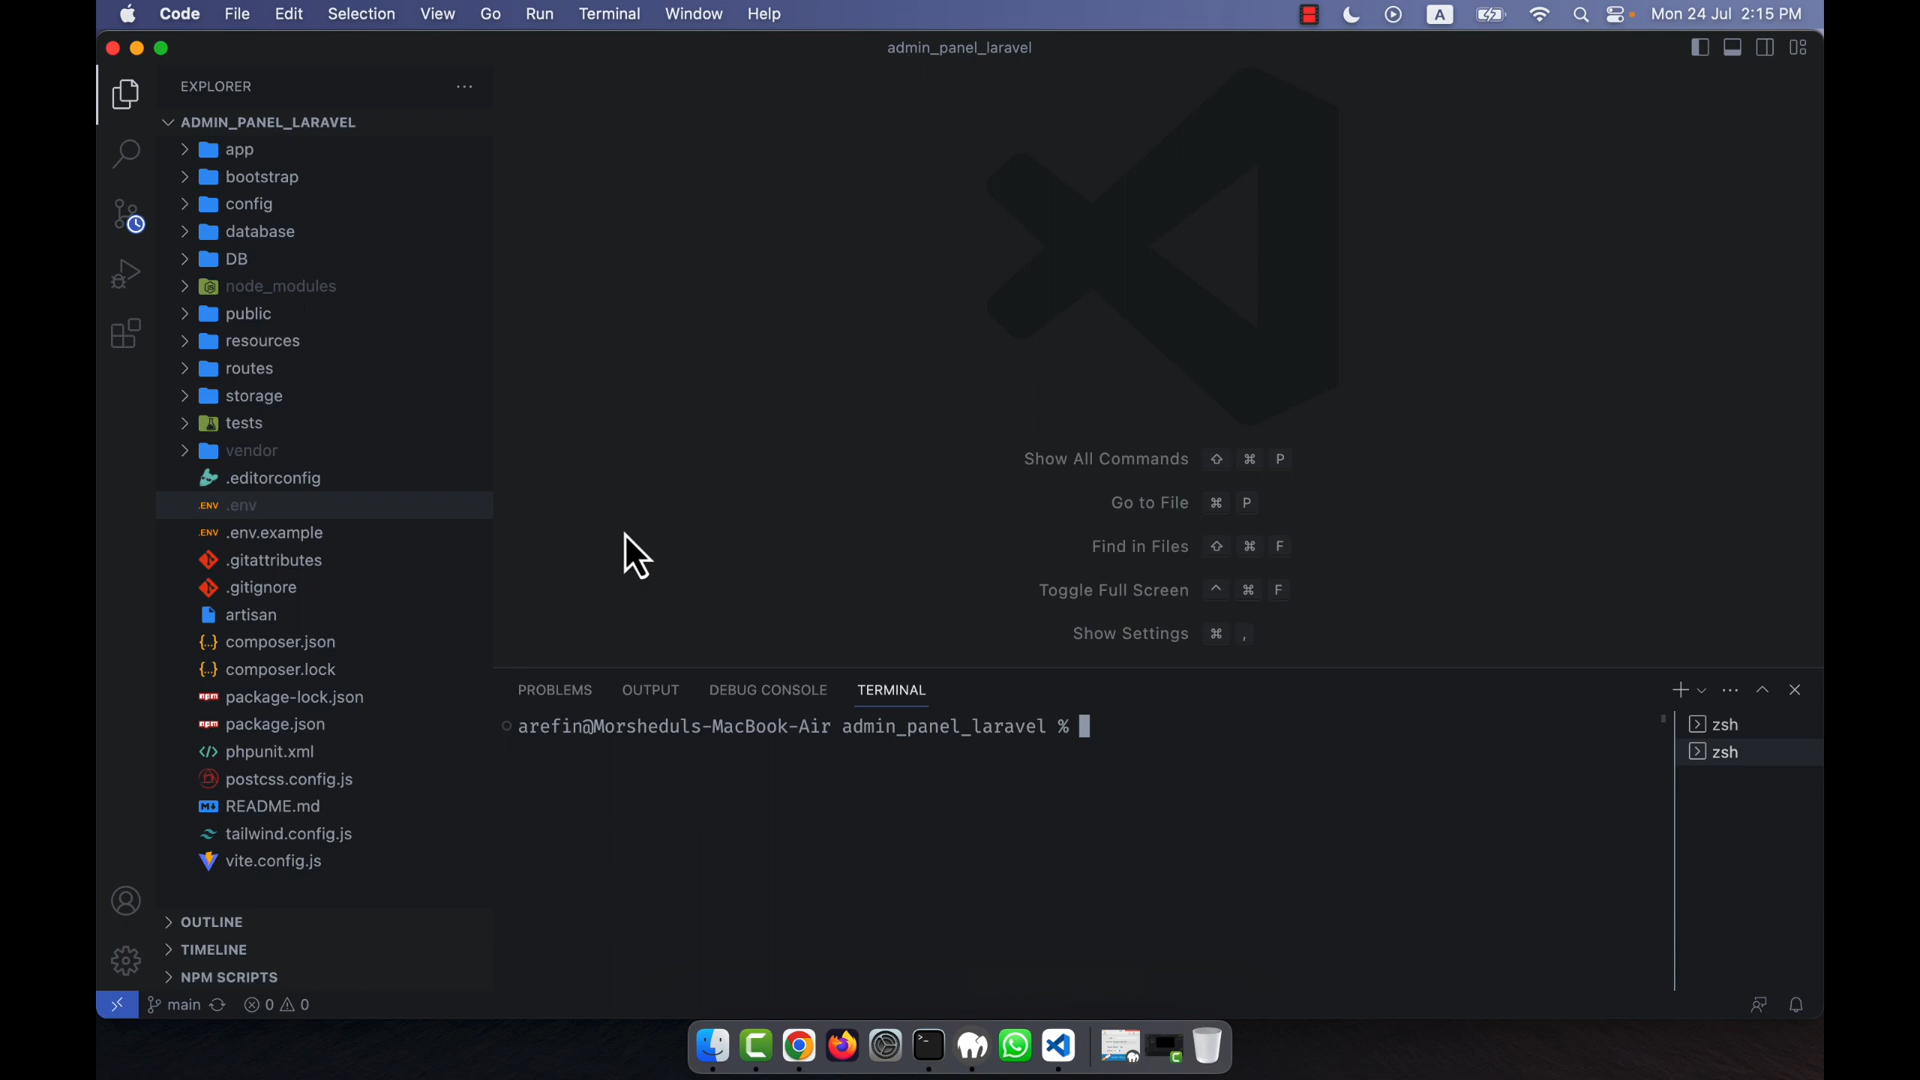 Code File Edit Selection View Go Run Terminal Window Help
A
Mon 24 Jul 2:15 PM
admin_panel_laravel
EXPLORER
ADMIN_PANEL_LARAVEL
app
bootstrap
config
database
DB
node_modules
public
resources
routes
storage
tests
vendor
.editorconfig
.ENV .env
.ENV .env.example
.gitattributes
.gitignore
artisan
{..} composer.json
{..} composer.lock
npm package-lock.json
npm package.json
phpunit.xml
postcss.config.js
README.md
tailwind.config.js
vite.config.js
OUTLINE
TIMELINE
NPM SCRIPTS
Show All Commands ⇧ ⌘ P
Go to File ⌘ P
Find in Files ⇧ ⌘ F
Toggle Full Screen ^ ⌘ F
Show Settings ⌘ ,
PROBLEMS OUTPUT DEBUG CONSOLE TERMINAL
arefin@Morsheduls-MacBook-Air admin_panel_laravel %
zsh
zsh
main 0 0